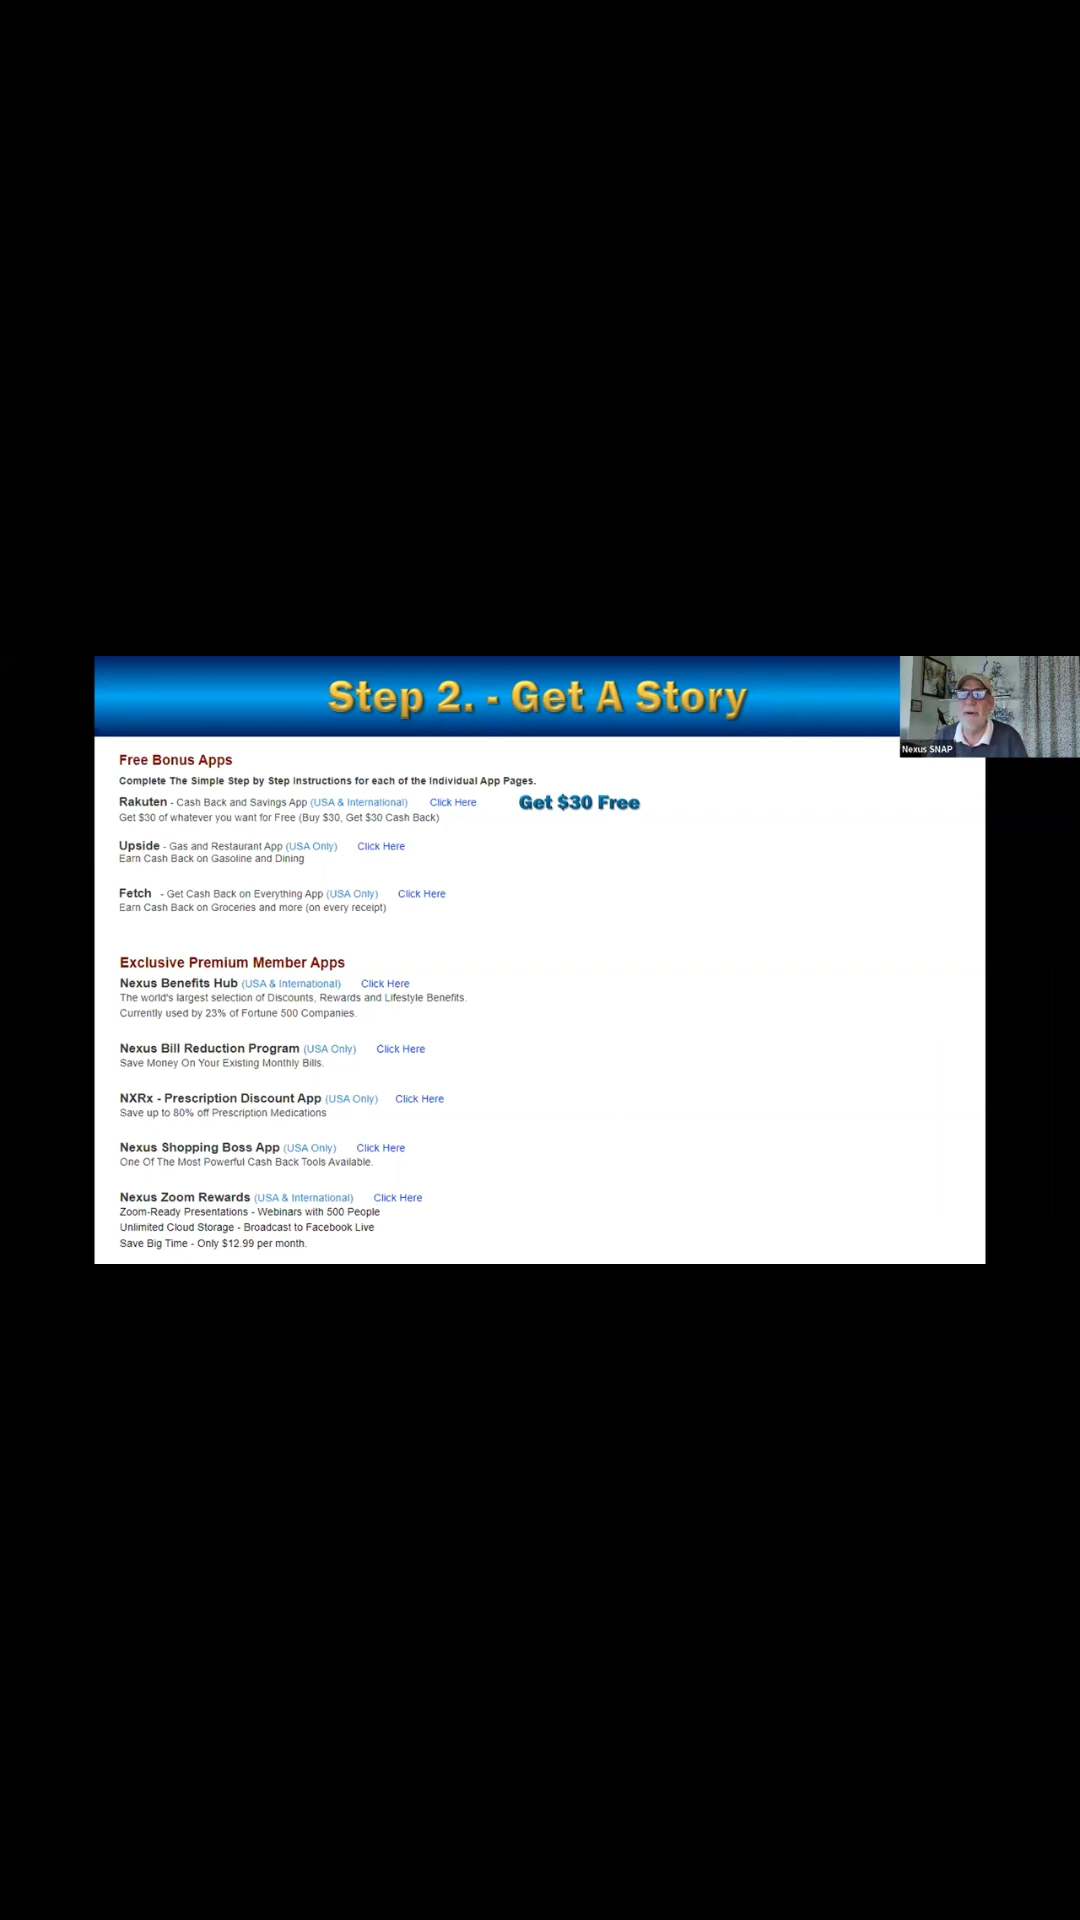 Step 2. - Get A Story
Nexus SNAP
Free Bonus Apps
Complete The Simple Step by Step Instructions for each of the Individual App Pages.
Rakuten - Cash Back and Savings App (USA & International) Click Here Get $30 Free
Get $30 of whatever you want for Free (Buy $30, Get $30 Cash Back)
Upside - Gas and Restaurant App (USA Only) Click Here
Earn Cash Back on Gasoline and Dining
Fetch - Get Cash Back on Everything App (USA Only) Click Here
Earn Cash Back on Groceries and more (on every receipt)
Exclusive Premium Member Apps
Nexus Benefits Hub (USA & International) Click Here
The world's largest selection of Discounts, Rewards and Lifestyle Benefits.
Currently used by 23% of Fortune 500 Companies.
Nexus Bill Reduction Program (USA Only) Click Here
Save Money On Your Existing Monthly Bills.
NXRx - Prescription Discount App (USA Only) Click Here
Save up to 80% off Prescription Medications
Nexus Shopping Boss App (USA Only) Click Here
One Of The Most Powerful Cash Back Tools Available.
Nexus Zoom Rewards (USA & International) Click Here
Zoom-Ready Presentations - Webinars with 500 People
Unlimited Cloud Storage - Broadcast to Facebook Live
Save Big Time - Only $12.99 per month.